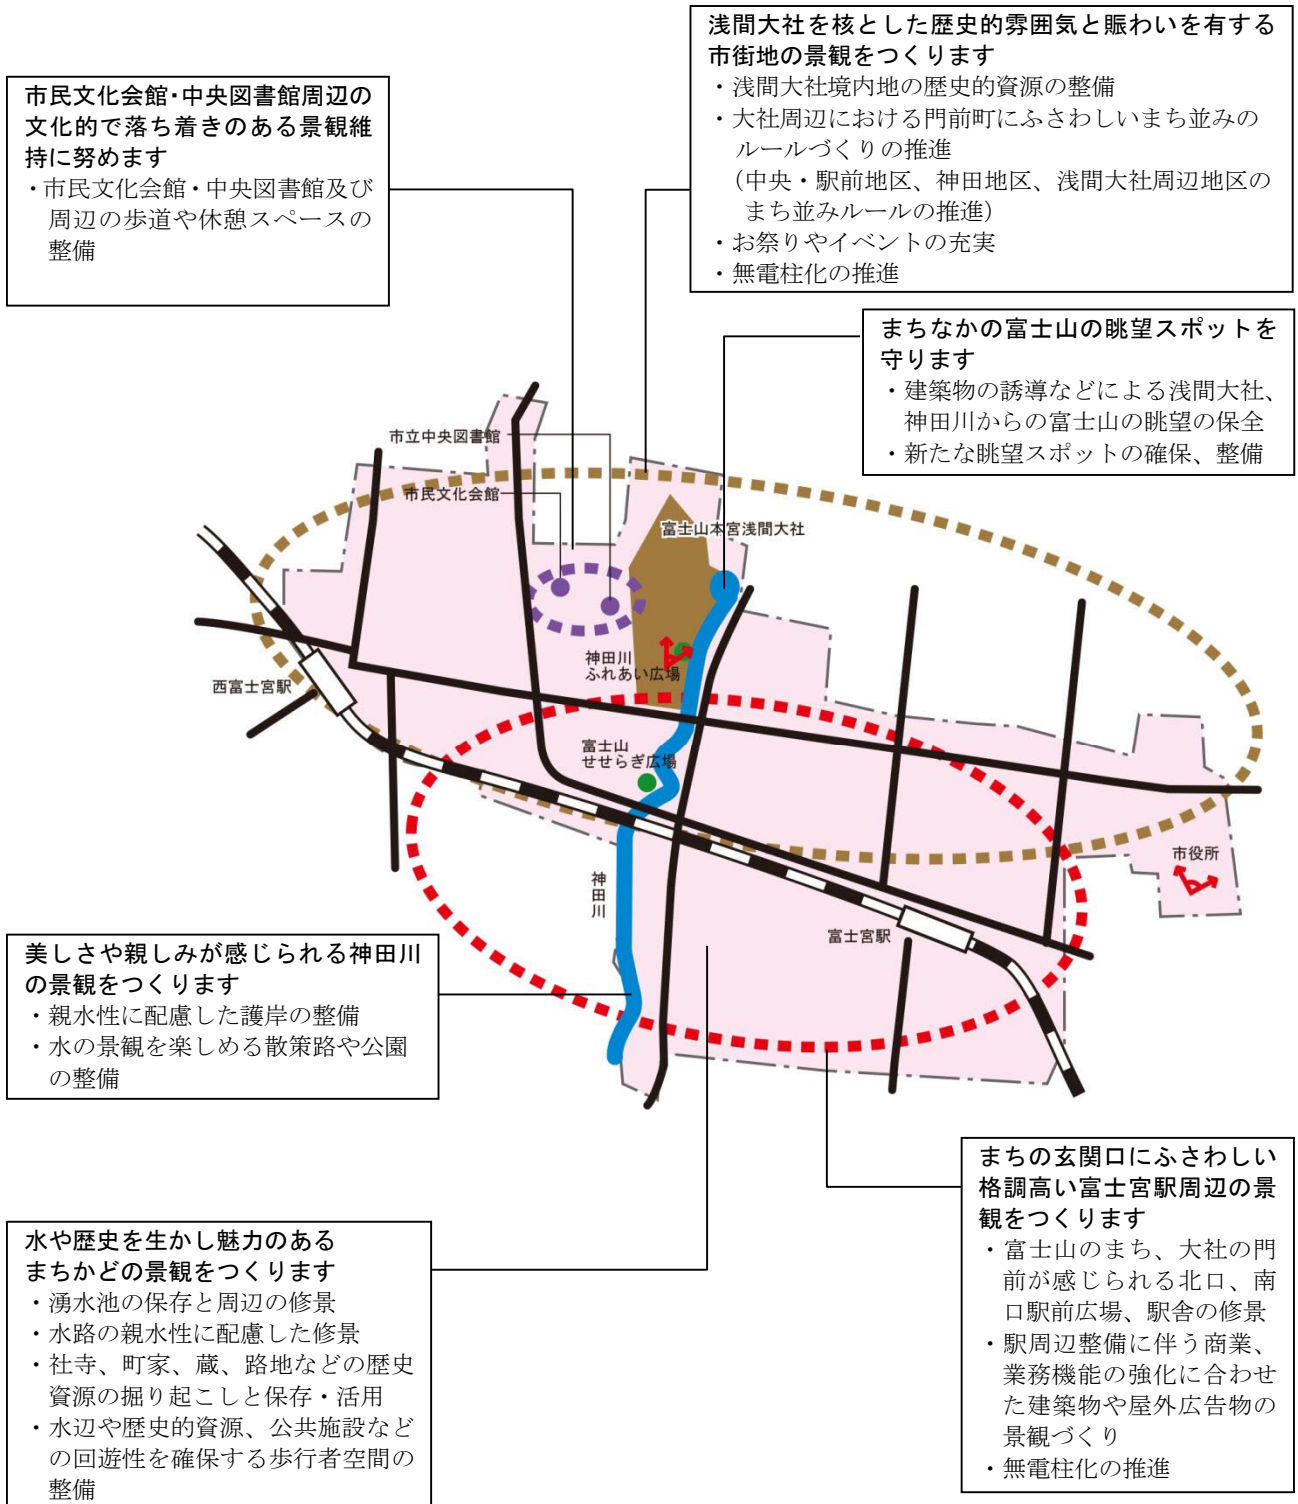 浅間大社を核とした歴史的雰囲気と賑わいを有する
市街地の景観をつくります
・浅間大社境内地の歴史的資源の整備
・大社周辺における門前町にふさわしいまち並みの
ルールづくりの推進
（中央・駅前地区、神田地区、浅間大社周辺地区の
まち並みルールの推進）
・お祭りやイベントの充実
・無電柱化の推進
市民文化会館・中央図書館周辺の
文化的で落ち着きのある景観維
持に努めます
・市民文化会館・中央図書館及び
周辺の歩道や休憩スペースの
整備
まちなかの富士山の眺望スポットを
守ります
・建築物の誘導などによる浅間大社、
神田川からの富士山の眺望の保全
・新たな眺望スポットの確保、整備
市立中央図書館
市民文化会館
富士山本宮浅間大社
神田川
ふれあい広場
西富士宮駅
富士山
せせらぎ広場
市役所
神田川
富士宮駅
美しさや親しみが感じられる神田川
の景観をつくります
・親水性に配慮した護岸の整備
・水の景観を楽しめる散策路や公園
の整備
まちの玄関口にふさわしい
格調高い富士宮駅周辺の景
観をつくります
・富士山のまち、大社の門
前が感じられる北口、南
口駅前広場、駅舎の修景
・駅周辺整備に伴う商業、
業務機能の強化に合わせ
た建築物や屋外広告物の
景観づくり
・無電柱化の推進
水や歴史を生かし魅力のある
まちかどの景観をつくります
・湧水池の保存と周辺の修景
・水路の親水性に配慮した修景
・社寺、町家、蔵、路地などの歴史
資源の掘り起こしと保存・活用
・水辺や歴史的資源、公共施設など
の回遊性を確保する歩行者空間の
整備